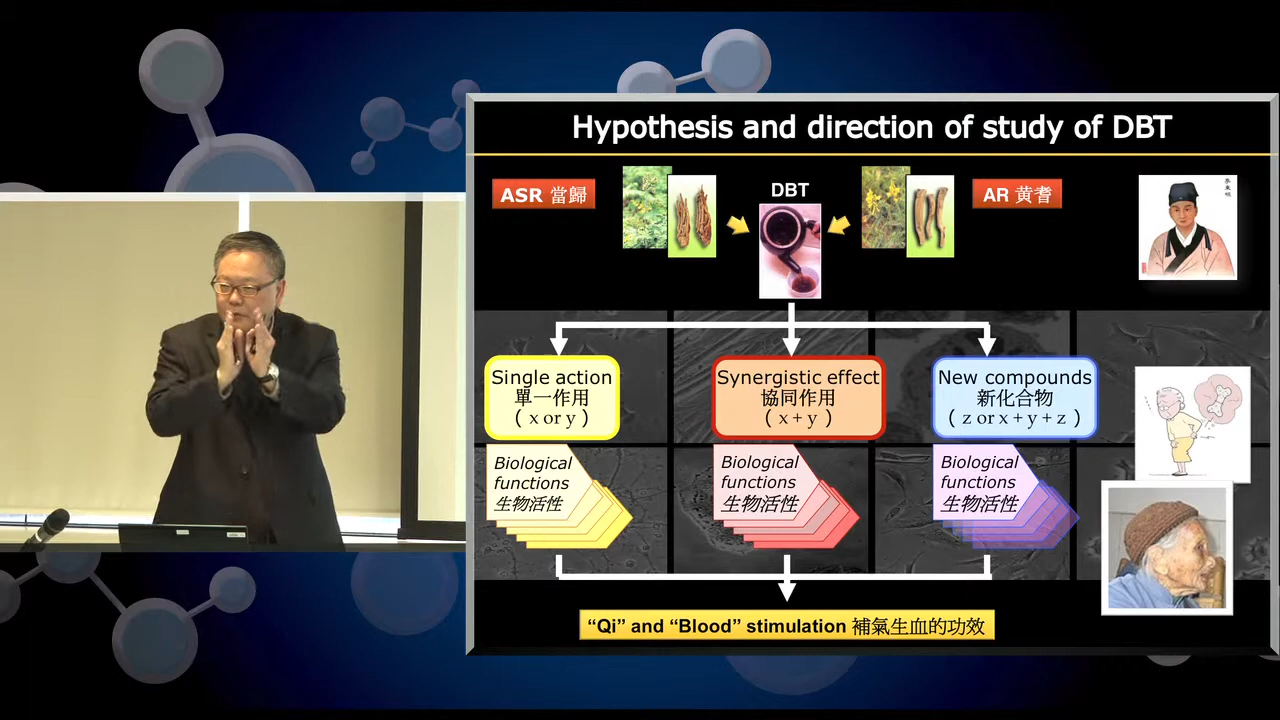 Hypothesis and direction of study of DBT
ASR 當歸
DBT
AR 黄耆
Single action
單一作用
( x or y )
Synergistic effect
協同作用
( x + y )
New compounds
新化合物
( z or x + y + z )
Biological
functions
生物活性
Biological
functions
生物活性
Biological
functions
生物活性
“Qi” and “Blood” stimulation 補氣生血的功效